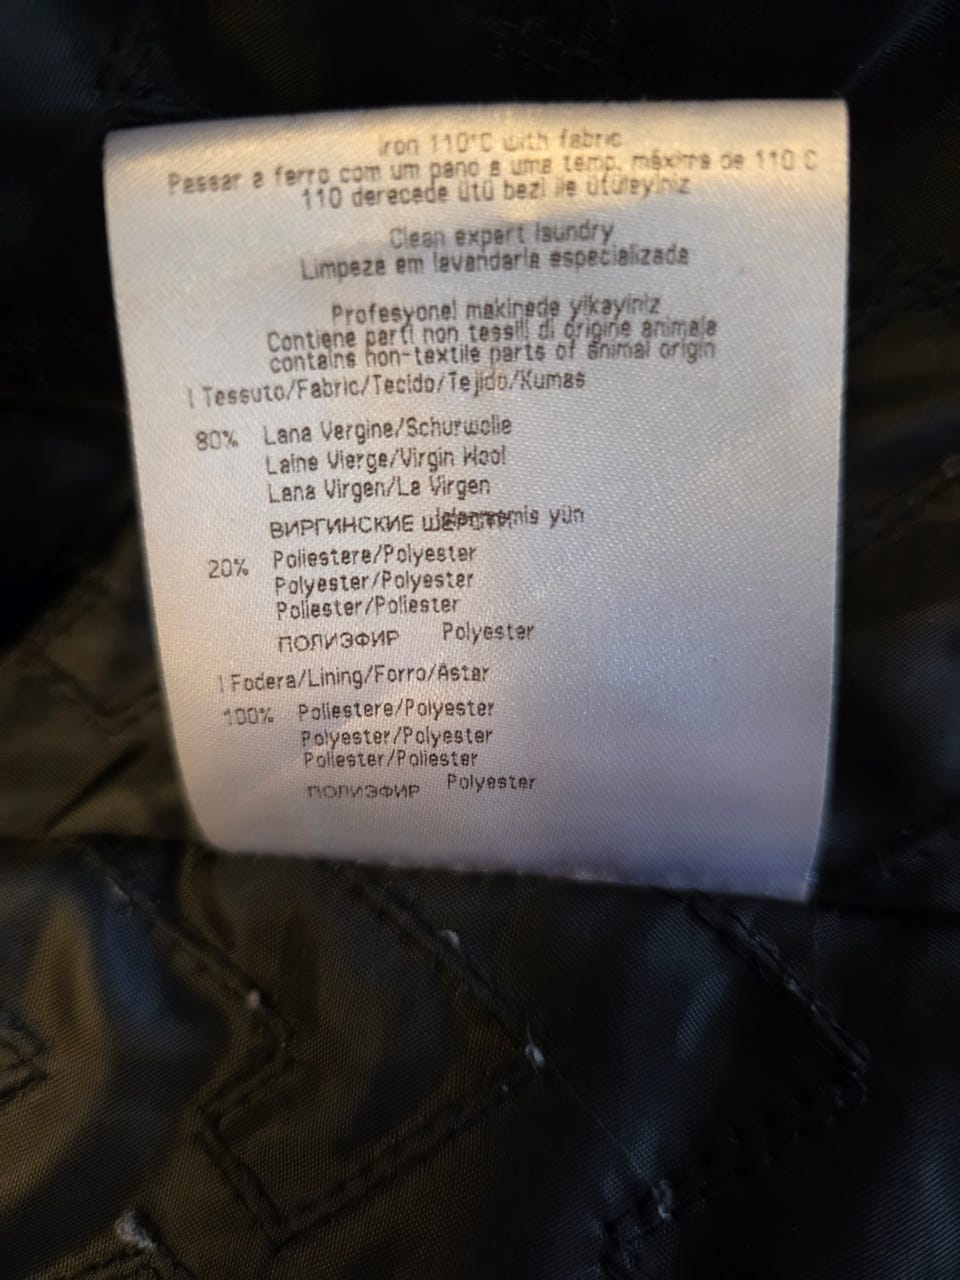 Iron 110°C with fabric
Passar a ferro com um pano a uma temp. máxima de 110 C
110 derecede ütü bezi ile ütüleyiniz
Clean expert laundry
Limpeza em lavandaria especializada
Profesyonel makinede yikayiniz
Contiene parti non tessili di origine animale
contains non-textile parts of animal origin
| Tessuto/Fabric/Tecido/Tejido/Kumas
80% Lana Vergine/Schurwolle
Laine Vierge/Virgin Wool
Lana Virgen/La Virgen
ВИРГИНСКИЕ yün
20% Poliestere/Polyester
Polyester/Polyester
Poliester/Poliester
ПОЛИЭФИР Polyester
| Fodera/Lining/Forro/Astar
100% Poliestere/Polyester
Polyester/Polyester
Poliester/Poliester
ПОЛИЭФИР Polyester